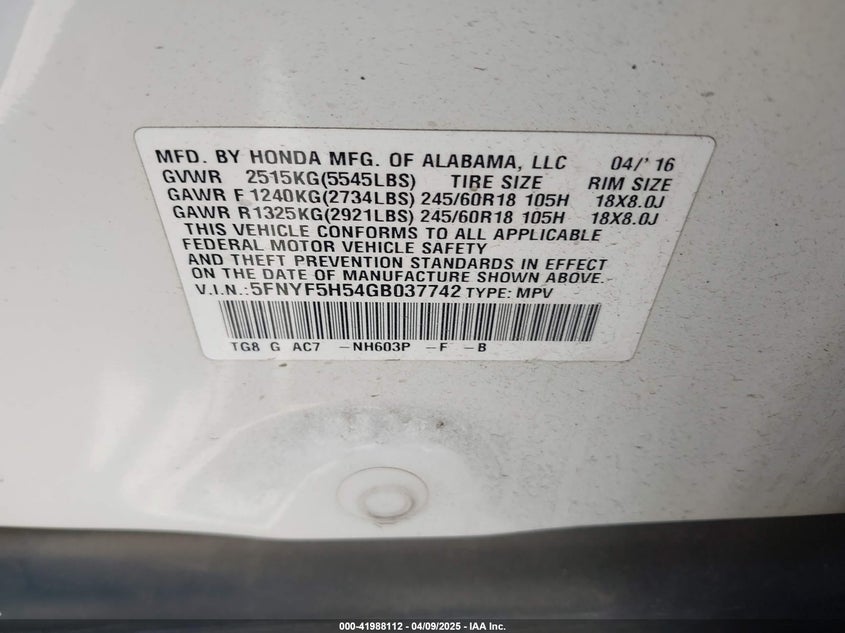 MFD. BY HONDA MFG. OF ALABAMA, LLC 04/'16
GVWR 2515KG(5545LBS) TIRE SIZE RIM SIZE
GAWR F 1240KG(2734LBS) 245/60R18 105H 18X8.0J
GAWR R1325KG(2921LBS) 245/60R18 105H 18X8.0J
THIS VEHICLE CONFORMS TO ALL APPLICABLE
FEDERAL MOTOR VEHICLE SAFETY
AND THEFT PREVENTION STANDARDS IN EFFECT
ON THE DATE OF MANUFACTURE SHOWN ABOVE.
V.I.N.:5FNYF5H54GB037742 TYPE: MPV
TG8 G AC7 -NH603P -F -B
000-41988112 - 04/09/2025 - IAA Inc.